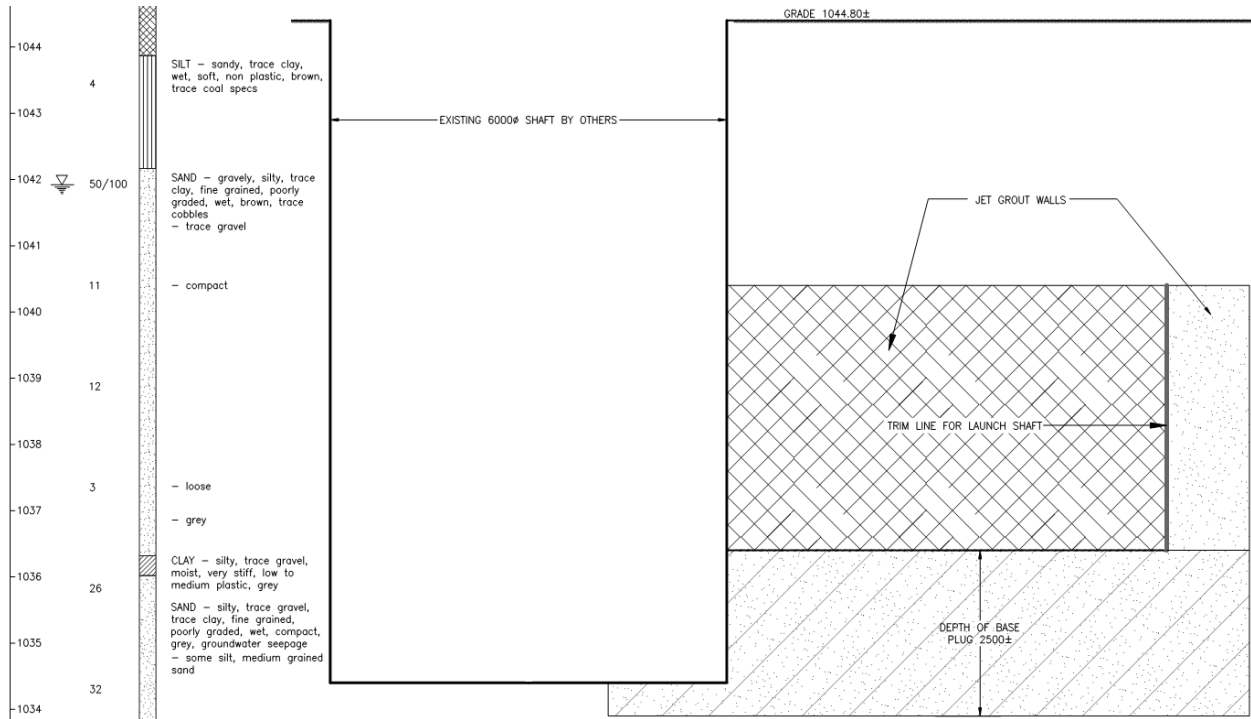 GRADE 1044.80±
1044
SILT – sandy, trace clay,
wet, soft, non plastic, brown,
trace coal specs
4
1043
EXISTING 6000ø SHAFT BY OTHERS
1042
50/100
SAND – gravely, silty, trace
clay, fine grained, poorly
graded, wet, brown, trace
cobbles
– trace gravel
JET GROUT WALLS
1041
11
– compact
1040
1039
12
1038
TRIM LINE FOR LAUNCH SHAFT
3
– loose
1037
– grey
CLAY – silty, trace gravel,
moist, very stiff, low to
medium plastic, grey
1036
26
SAND – silty, trace gravel,
trace clay, fine grained,
poorly graded, wet, compact,
grey, groundwater seepage
– some silt, medium grained
sand
1035
DEPTH OF BASE
PLUG 2500±
32
1034